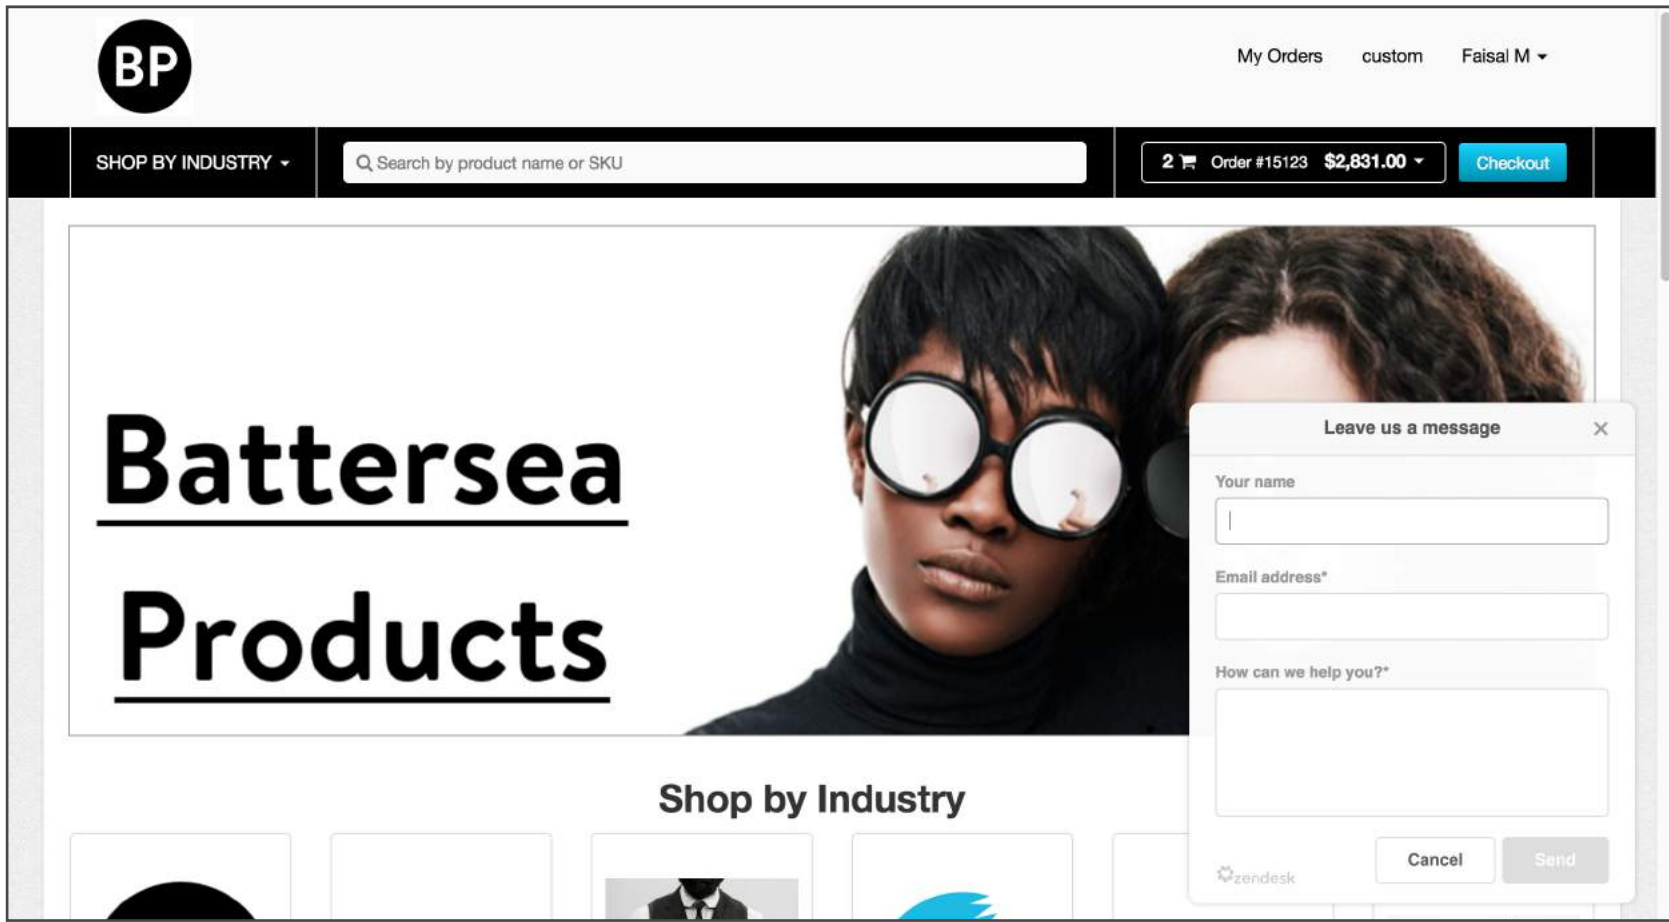 BP
My Orders custom Faisal M
SHOP BY INDUSTRY
Search by product name or SKU
2 Order #15123 $2,831.00
Checkout
Battersea
Products
Leave us a message
Your name
Email address*
How can we help you?*
Cancel Send
zendesk
Shop by Industry